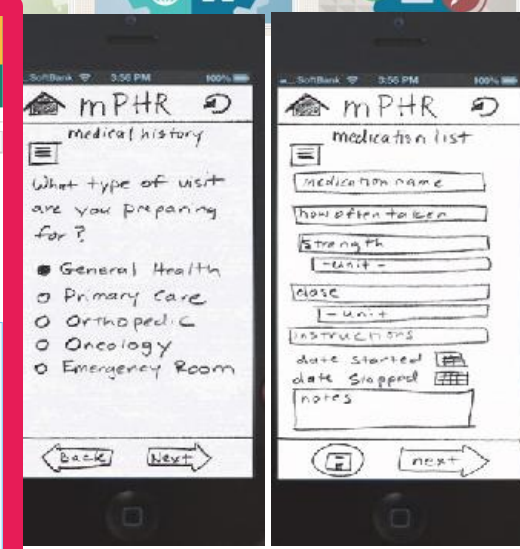 SoftBank 3:56 PM 100%
mPHR
medical history
What type of visit
are you preparing
for?
General Health
Primary Care
Orthopedic
Oncology
Emergency Room
Back Next
SoftBank 3:56 PM 100%
mPHR
medication list
medication name
how often taken
strength
-unit-
dose
-unit
instructions
date started
date stopped
notes
next